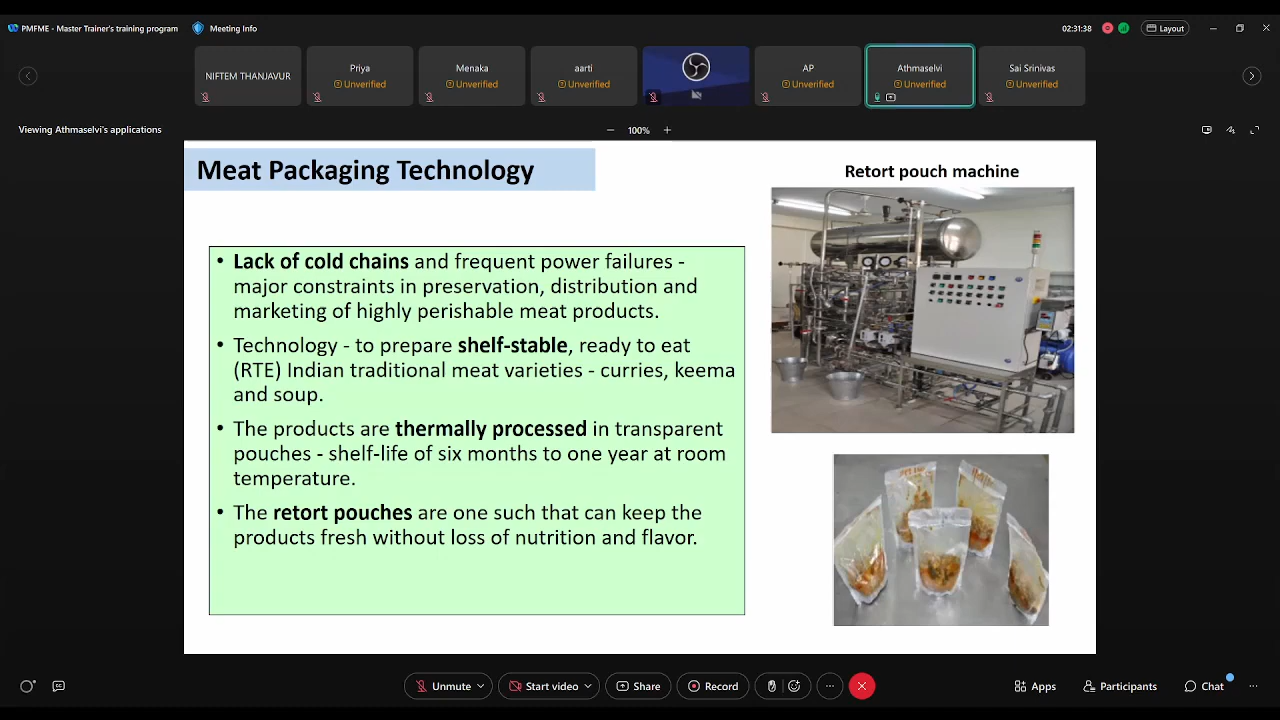 PMFME - Master Trainer's training program
Meeting Info
02:31:38
Layout
NIFTEM THANJAVUR
Priya
Unverified
Menaka
Unverified
aarti
Unverified
AP
Unverified
Athmaselvi
Unverified
Sai Srinivas
Unverified
Viewing Athmaselvi's applications
100%
Meat Packaging Technology
Retort pouch machine
• Lack of cold chains and frequent power failures -
major constraints in preservation, distribution and
marketing of highly perishable meat products.
• Technology - to prepare shelf-stable, ready to eat
(RTE) Indian traditional meat varieties - curries, keema
and soup.
• The products are thermally processed in transparent
pouches - shelf-life of six months to one year at room
temperature.
• The retort pouches are one such that can keep the
products fresh without loss of nutrition and flavor.
Unmute
Start video
Share
Record
Apps
Participants
Chat